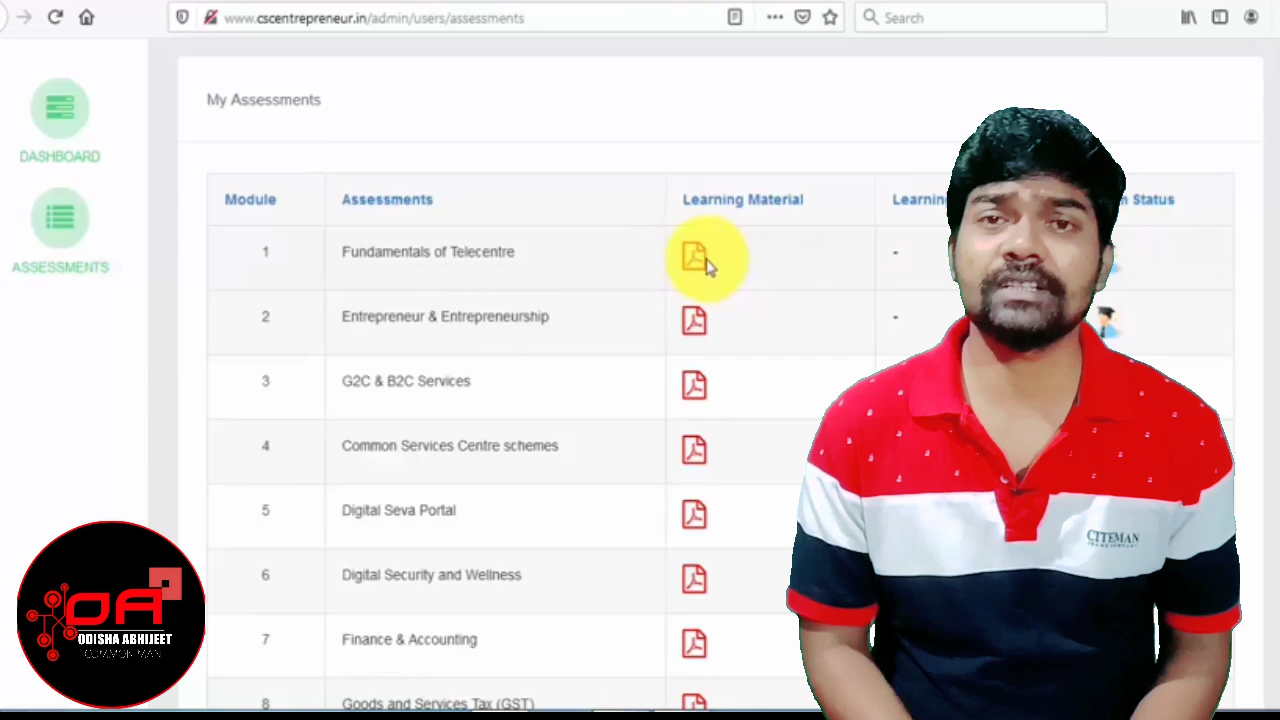 www.cscentrepreneur.in/admin/users/assessments
Search
My Assessments
DASHBOARD
ASSESSMENTS
Module Assessments Learning Material Learning Status
1 Fundamentals of Telecentre -
2 Entrepreneur & Entrepreneurship -
3 G2C & B2C Services
4 Common Services Centre schemes
5 Digital Seva Portal
6 Digital Security and Wellness
7 Finance & Accounting
8 Goods and Services Tax (GST)
CITEMAN
OA
ODISHA ABHIJEET
COMMON MAN